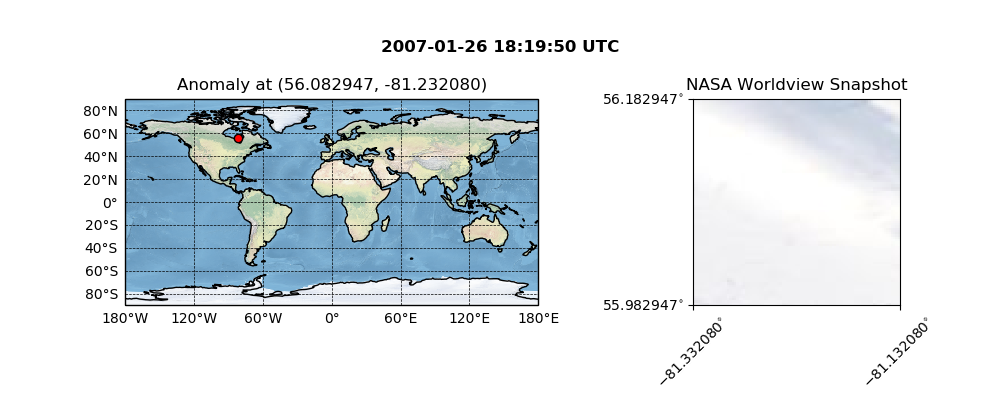 2007-01-26 18:19:50 UTC
Anomaly at (56.082947, -81.232080)
80°N
60°N
40°N
20°N
0°
20°S
40°S
60°S
80°S
180°W 120°W 60°W 0° 60°E 120°E 180°E
NASA Worldview Snapshot
56.182947°
55.982947°
−81.332080° −81.132080°